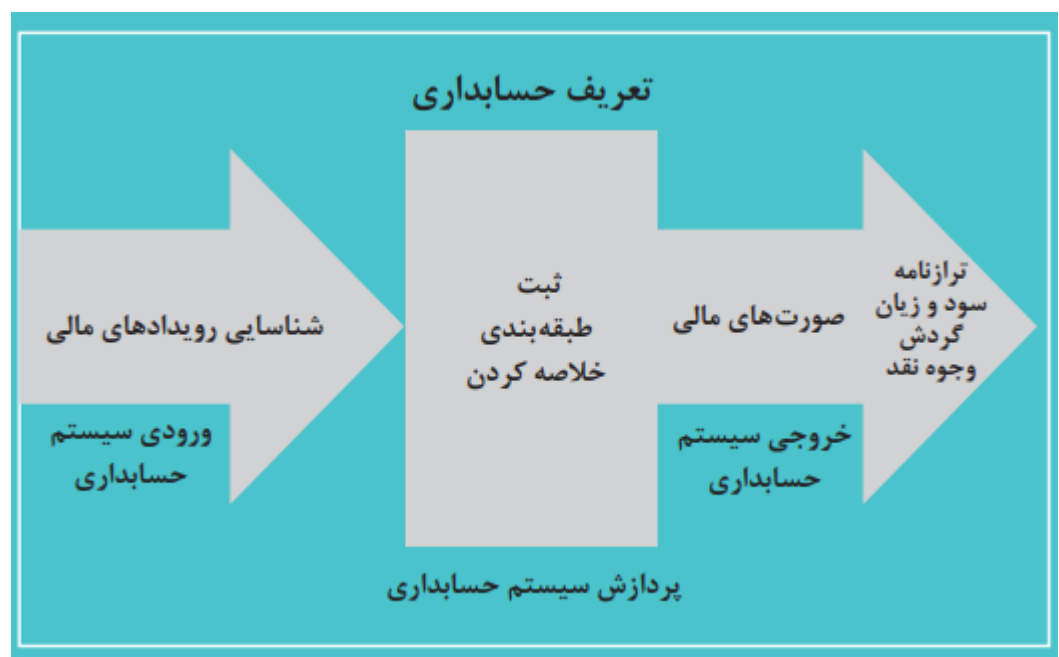 تعریف حسابداری
شناسایی رویدادهای مالی
ورودی سیستم
حسابداری
ثبت
طبقه‌بندی
خلاصه کردن
پردازش سیستم حسابداری
صورت‌های مالی
خروجی سیستم
حسابداری
ترازنامه
سود و زیان
گردش
وجوه نقد